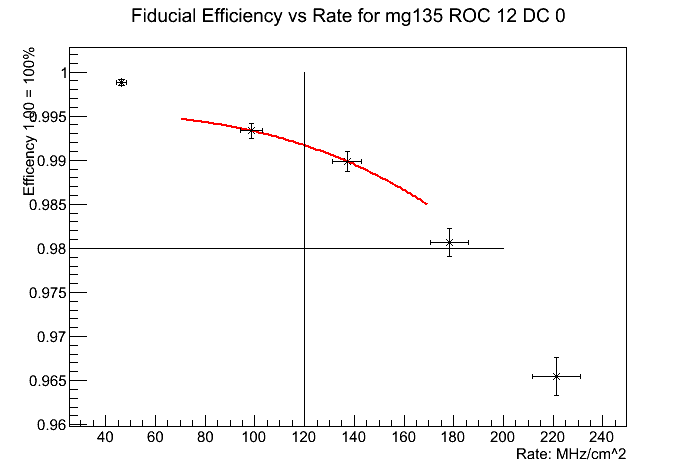 Fiducial Efficiency vs Rate for mg135 ROC 12 DC 0
Efficency 1.00 = 100%
1
0.995
0.99
0.985
0.98
0.975
0.97
0.965
0.96
40 60 80 100 120 140 160 180 200 220 240
Rate: MHz/cm^2